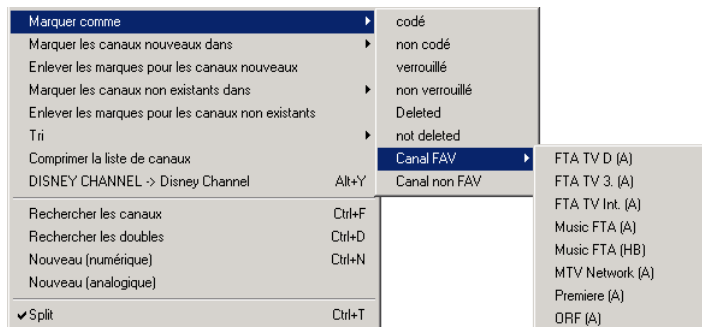 Marquer comme
Marquer les canaux nouveaux dans
Enlever les marques pour les canaux nouveaux
Marquer les canaux non existants dans
Enlever les marques pour les canaux non existants
Tri
Comprimer la liste de canaux
DISNEY CHANNEL -> Disney Channel Alt+Y
Rechercher les canaux Ctrl+F
Rechercher les doubles Ctrl+D
Nouveau (numérique) Ctrl+N
Nouveau (analogique)
Split Ctrl+T
codé
non codé
verrouillé
non verrouillé
Deleted
not deleted
Canal FAV
Canal non FAV
FTA TV D (A)
FTA TV 3. (A)
FTA TV Int. (A)
Music FTA (A)
Music FTA (HB)
MTV Network (A)
Premiere (A)
ORF (A)